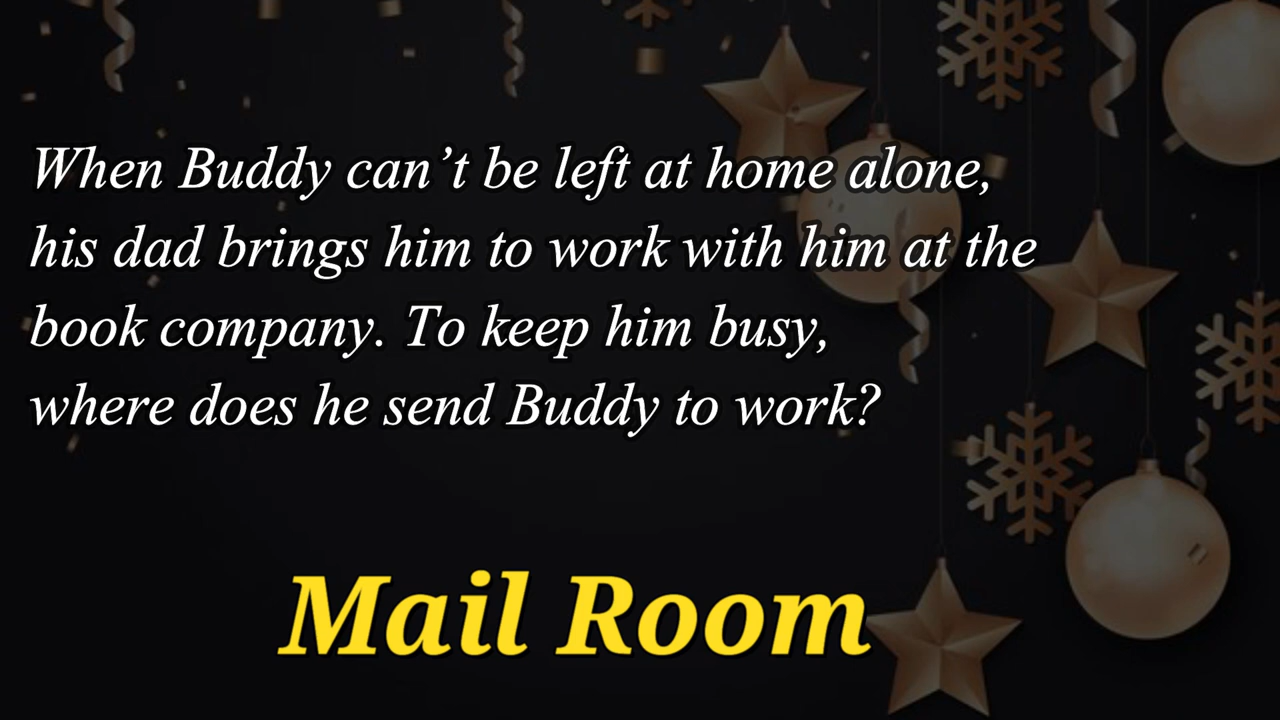 When Buddy can’t be left at home alone,
his dad brings him to work with him at the
book company. To keep him busy,
where does he send Buddy to work?
Mail Room